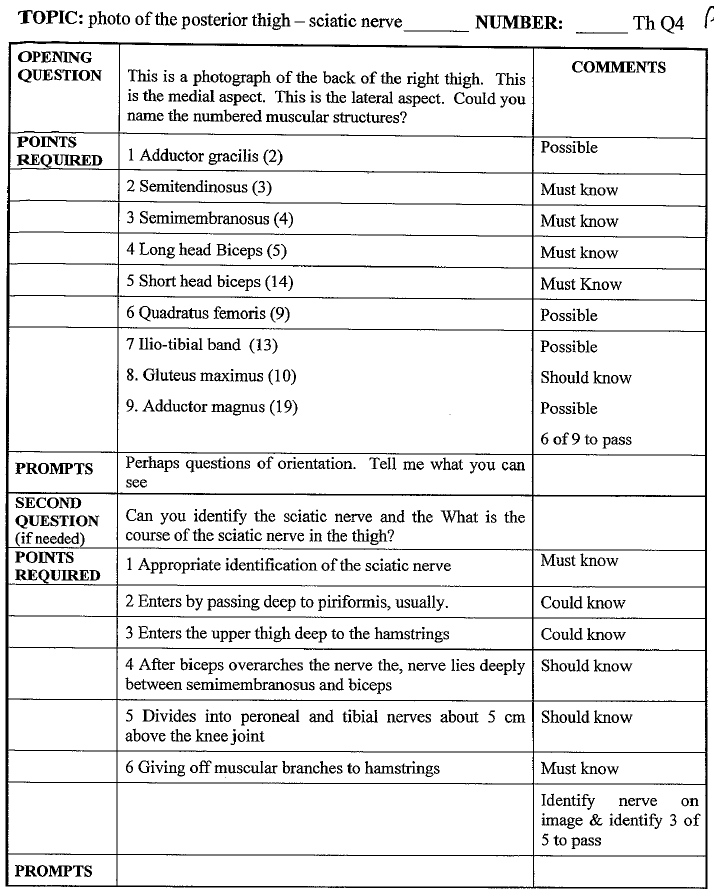 TOPIC: photo of the posterior thigh – sciatic nerve_______ NUMBER: ______ Th Q4
OPENING QUESTION
This is a photograph of the back of the right thigh. This
is the medial aspect. This is the lateral aspect. Could you
name the numbered muscular structures?
COMMENTS
POINTS REQUIRED
1 Adductor gracilis (2)
Possible
2 Semitendinosus (3)
Must know
3 Semimembranosus (4)
Must know
4 Long head Biceps (5)
Must know
5 Short head biceps (14)
Must Know
6 Quadratus femoris (9)
Possible
7 Ilio-tibial band (13)
Possible
8. Gluteus maximus (10)
Should know
9. Adductor magnus (19)
Possible
6 of 9 to pass
PROMPTS
Perhaps questions of orientation. Tell me what you can
see
SECOND
QUESTION
(if needed)
Can you identify the sciatic nerve and the What is the
course of the sciatic nerve in the thigh?
POINTS
REQUIRED
1 Appropriate identification of the sciatic nerve
Must know
2 Enters by passing deep to piriformis, usually.
Could know
3 Enters the upper thigh deep to the hamstrings
Could know
4 After biceps overarches the nerve the, nerve lies deeply
between semimembranosus and biceps
Should know
5 Divides into peroneal and tibial nerves about 5 cm
above the knee joint
Should know
6 Giving off muscular branches to hamstrings
Must know
Identify nerve on
image & identify 3 of
5 to pass
PROMPTS